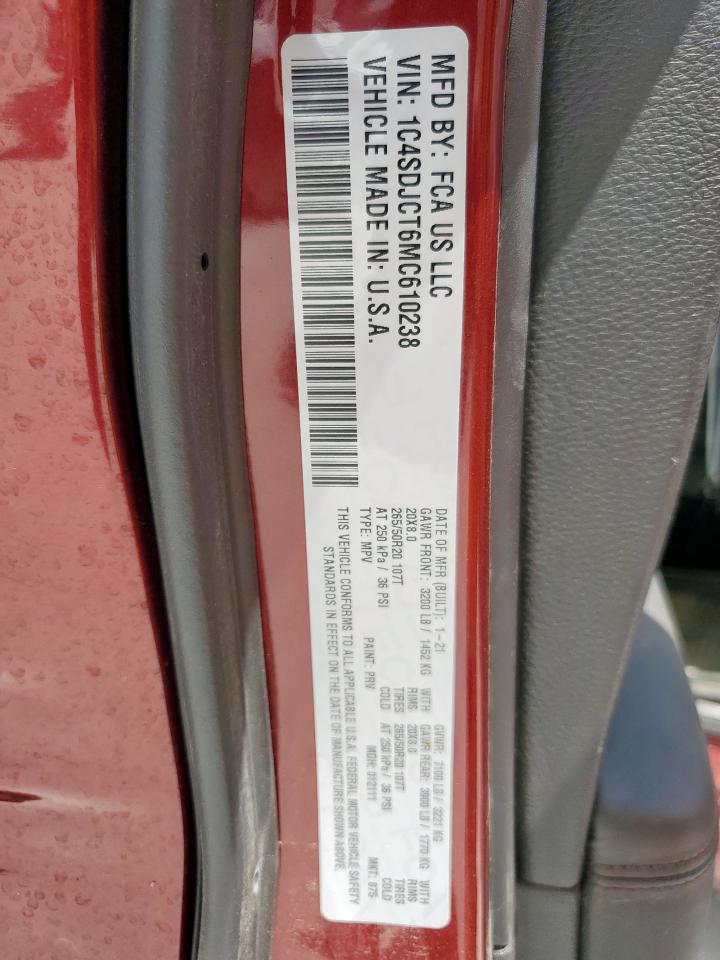 MFD BY: FCA US LLC
VIN: 1C4SDJCT6MC610238
VEHICLE MADE IN: U.S.A.
DATE OF MFR (BUILT): 1-21 GVWR: 7100 LB / 3221 KG
GAWR FRONT: 3200 LB / 1452 KG WITH GAWR REAR: 3900 LB / 1770 KG WITH
20X8.0 RIMS 20X8.0 RIMS
265/50R20 107T TIRES 265/50R20 107T TIRES
AT 250 kPa / 36 PSI COLD AT 250 kPa / 36 PSI COLD
TYPE: MPV PAINT: PRV MDH: 012111 MKT: 875
THIS VEHICLE CONFORMS TO ALL APPLICABLE U.S.A. FEDERAL MOTOR VEHICLE SAFETY
STANDARDS IN EFFECT ON THE DATE OF MANUFACTURE SHOWN ABOVE.